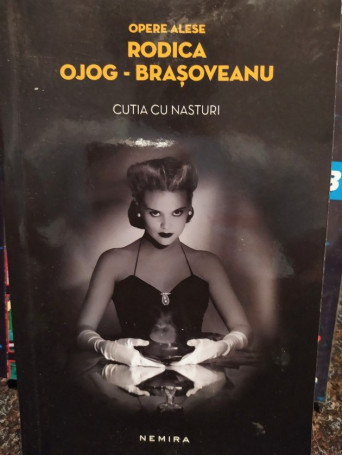 OPERE ALESE
RODICA
OJOG - BRAȘOVEANU
CUTIA CU NASTURI
NEMIRA